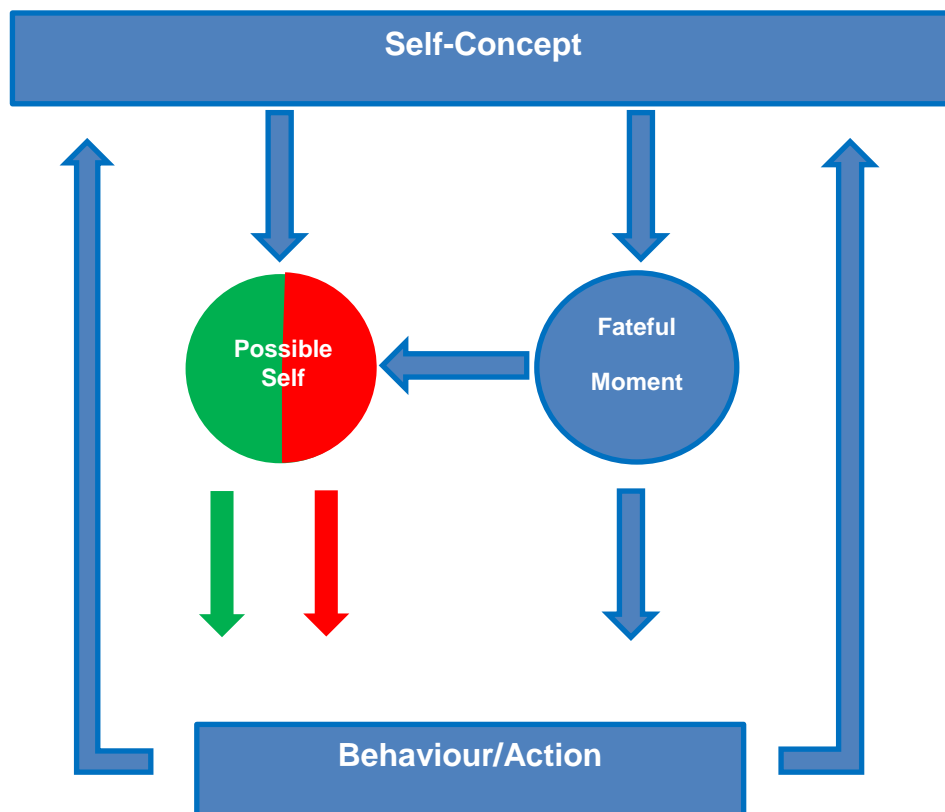 Self-Concept
Possible
Self
Fateful
Moment
Behaviour/Action